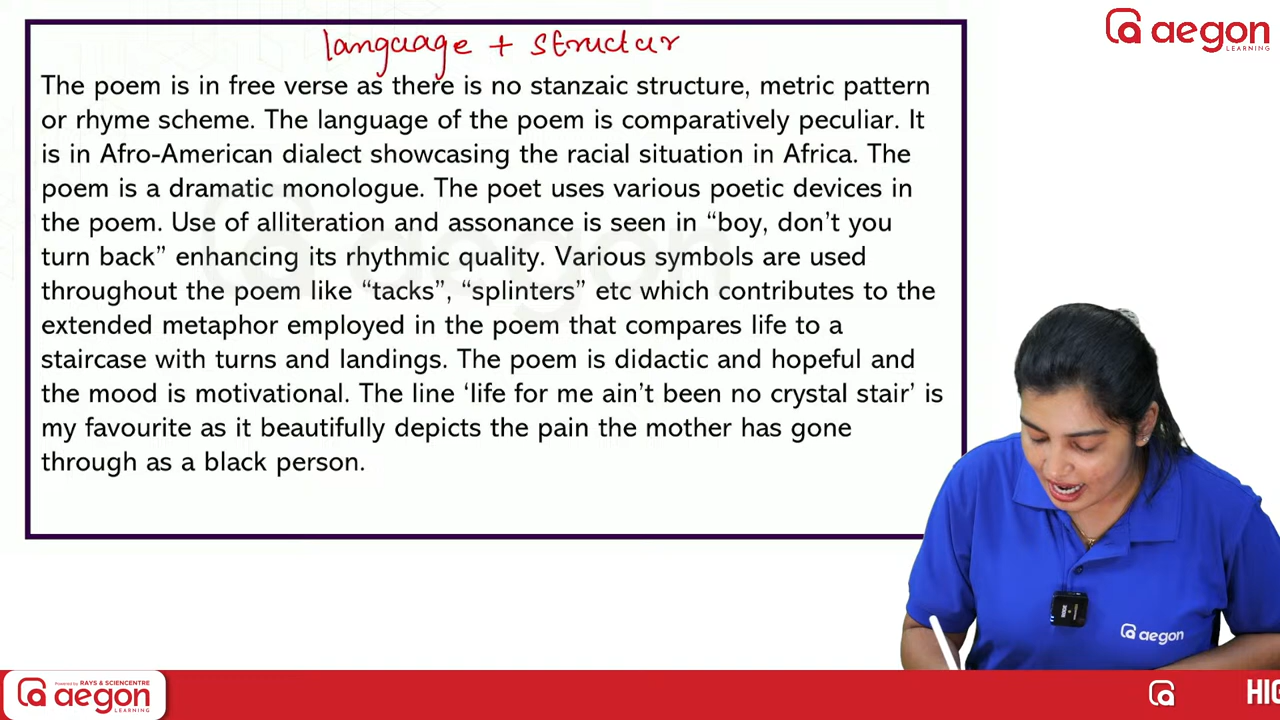 language + structur
aegon
LEARNING
The poem is in free verse as there is no stanzaic structure, metric pattern
or rhyme scheme. The language of the poem is comparatively peculiar. It
is in Afro-American dialect showcasing the racial situation in Africa. The
poem is a dramatic monologue. The poet uses various poetic devices in
the poem. Use of alliteration and assonance is seen in “boy, don’t you
turn back” enhancing its rhythmic quality. Various symbols are used
throughout the poem like “tacks”, “splinters” etc which contributes to the
extended metaphor employed in the poem that compares life to a
staircase with turns and landings. The poem is didactic and hopeful and
the mood is motivational. The line ‘life for me ain’t been no crystal stair’ is
my favourite as it beautifully depicts the pain the mother has gone
through as a black person.
aegon
Powered by RAYS & SCIENCENTRE
aegon
LEARNING
HIG